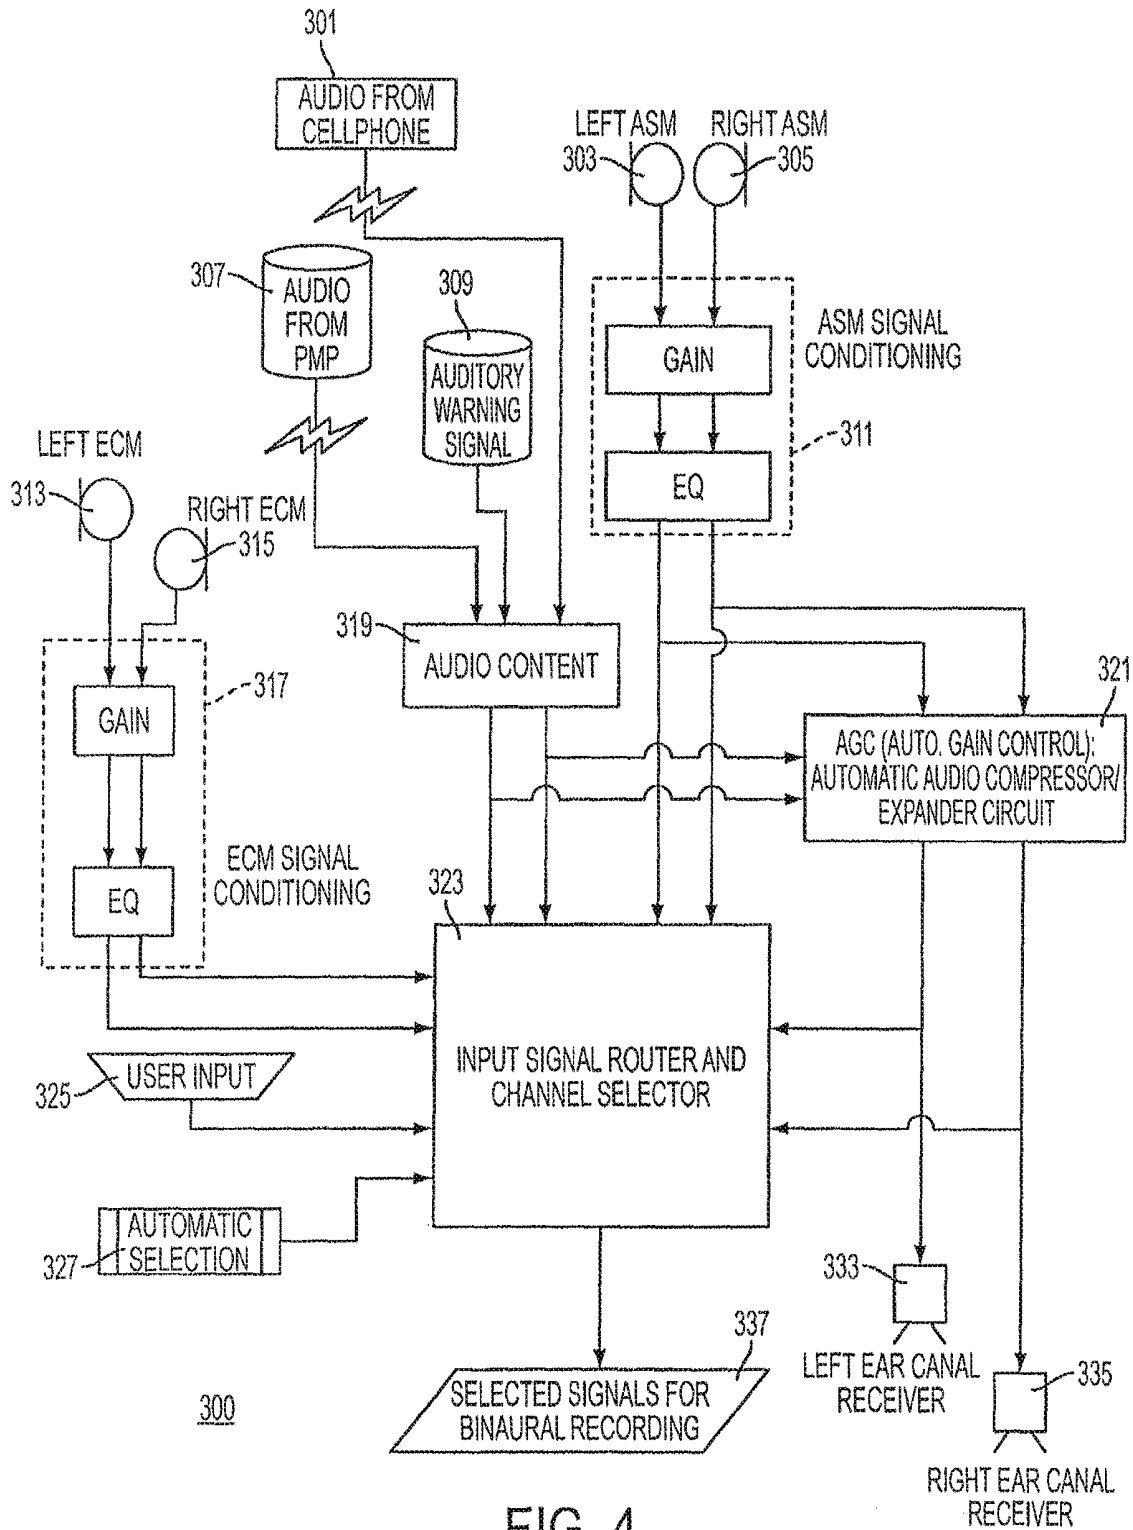 301
AUDIO FROM
CELLPHONE
LEFT ASM
RIGHT ASM
303
305
307
AUDIO
FROM
PMP
309
AUDITORY
WARNING
SIGNAL
GAIN
EQ
ASM SIGNAL
CONDITIONING
311
LEFT ECM
313
RIGHT ECM
315
317
GAIN
EQ
ECM SIGNAL
CONDITIONING
319
AUDIO CONTENT
321
AGC (AUTO. GAIN CONTROL):
AUTOMATIC AUDIO COMPRESSOR/
EXPANDER CIRCUIT
323
INPUT SIGNAL ROUTER AND
CHANNEL SELECTOR
325
USER INPUT
327
AUTOMATIC
SELECTION
333
LEFT EAR CANAL
RECEIVER
335
RIGHT EAR CANAL
RECEIVER
337
SELECTED SIGNALS FOR
BINAURAL RECORDING
300
FIG. 4